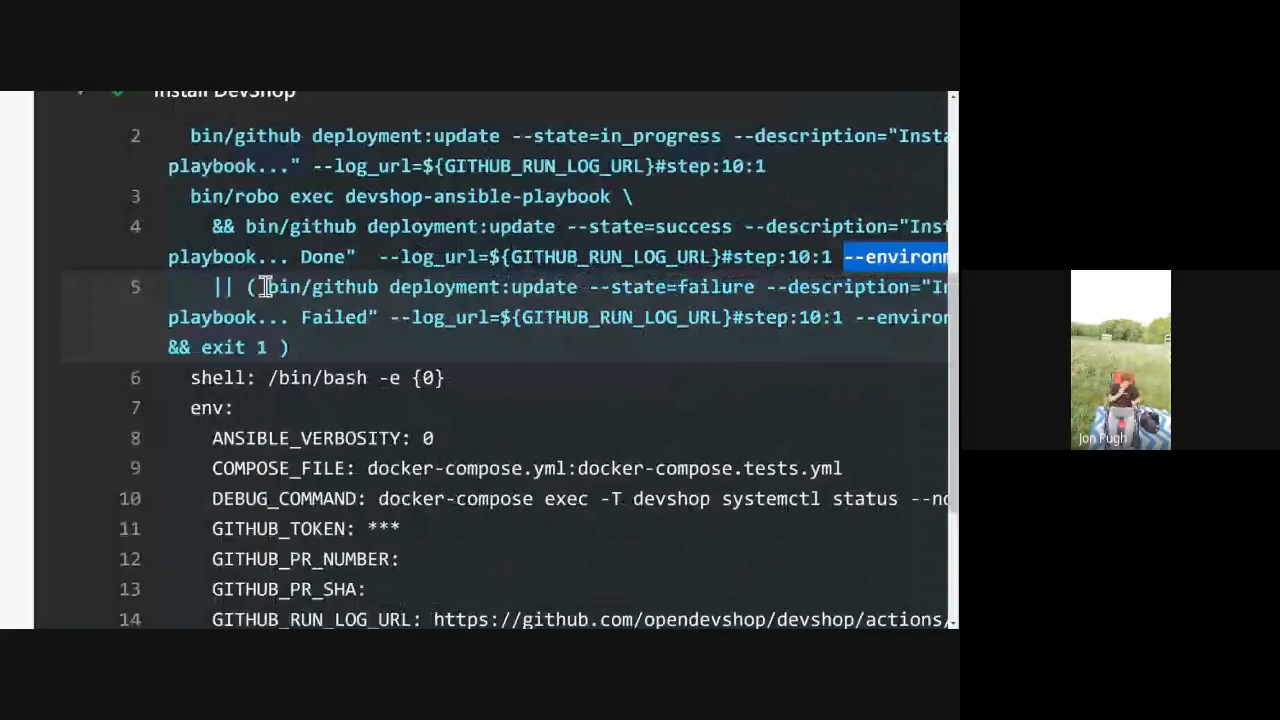 Install DevShop
2 bin/github deployment:update --state=in_progress --description="Insta
playbook..." --log_url=${GITHUB_RUN_LOG_URL}#step:10:1
3 bin/robo exec devshop-ansible-playbook \
4 && bin/github deployment:update --state=success --description="Inst
playbook... Done" --log_url=${GITHUB_RUN_LOG_URL}#step:10:1 --environm
5 || ( bin/github deployment:update --state=failure --description="In
playbook... Failed" --log_url=${GITHUB_RUN_LOG_URL}#step:10:1 --environ
&& exit 1 )
6 shell: /bin/bash -e {0}
7 env:
8 ANSIBLE_VERBOSITY: 0
9 COMPOSE_FILE: docker-compose.yml:docker-compose.tests.yml
10 DEBUG_COMMAND: docker-compose exec -T devshop systemctl status --no
11 GITHUB_TOKEN: ***
12 GITHUB_PR_NUMBER:
13 GITHUB_PR_SHA:
14 GITHUB_RUN_LOG_URL: https://github.com/opendevshop/devshop/actions/
Jon Pugh